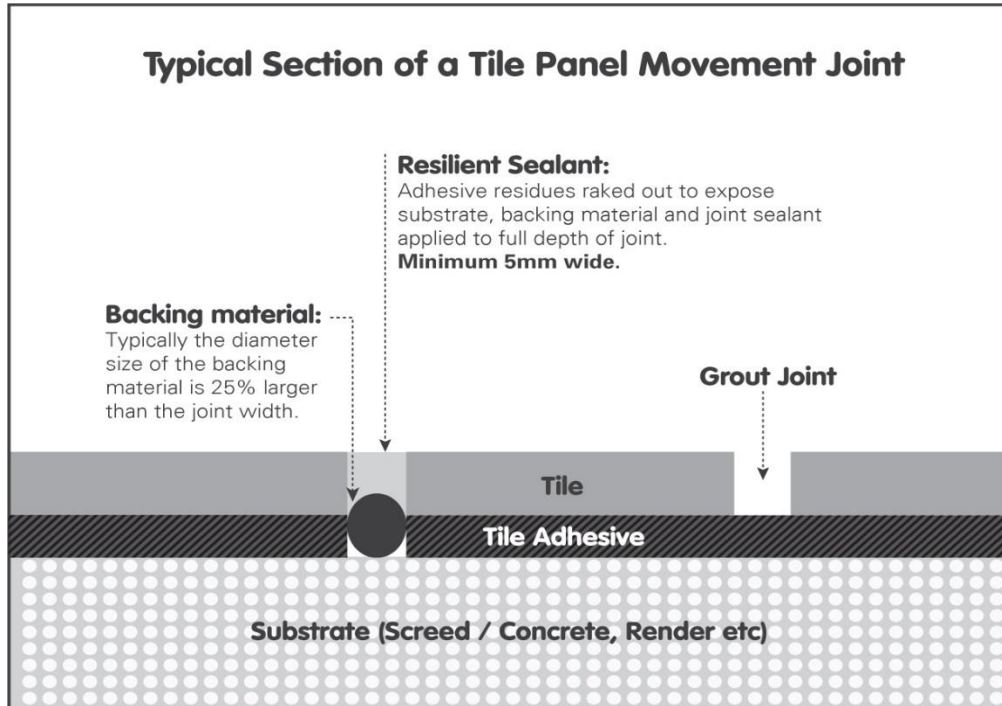 Typical Section of a Tile Panel Movement Joint
Resilient Sealant:
Adhesive residues raked out to expose
substrate, backing material and joint sealant
applied to full depth of joint.
Minimum 5mm wide.
Backing material:
Typically the diameter
size of the backing
material is 25% larger
than the joint width.
Grout Joint
Tile
Tile Adhesive
Substrate (Screed / Concrete, Render etc)